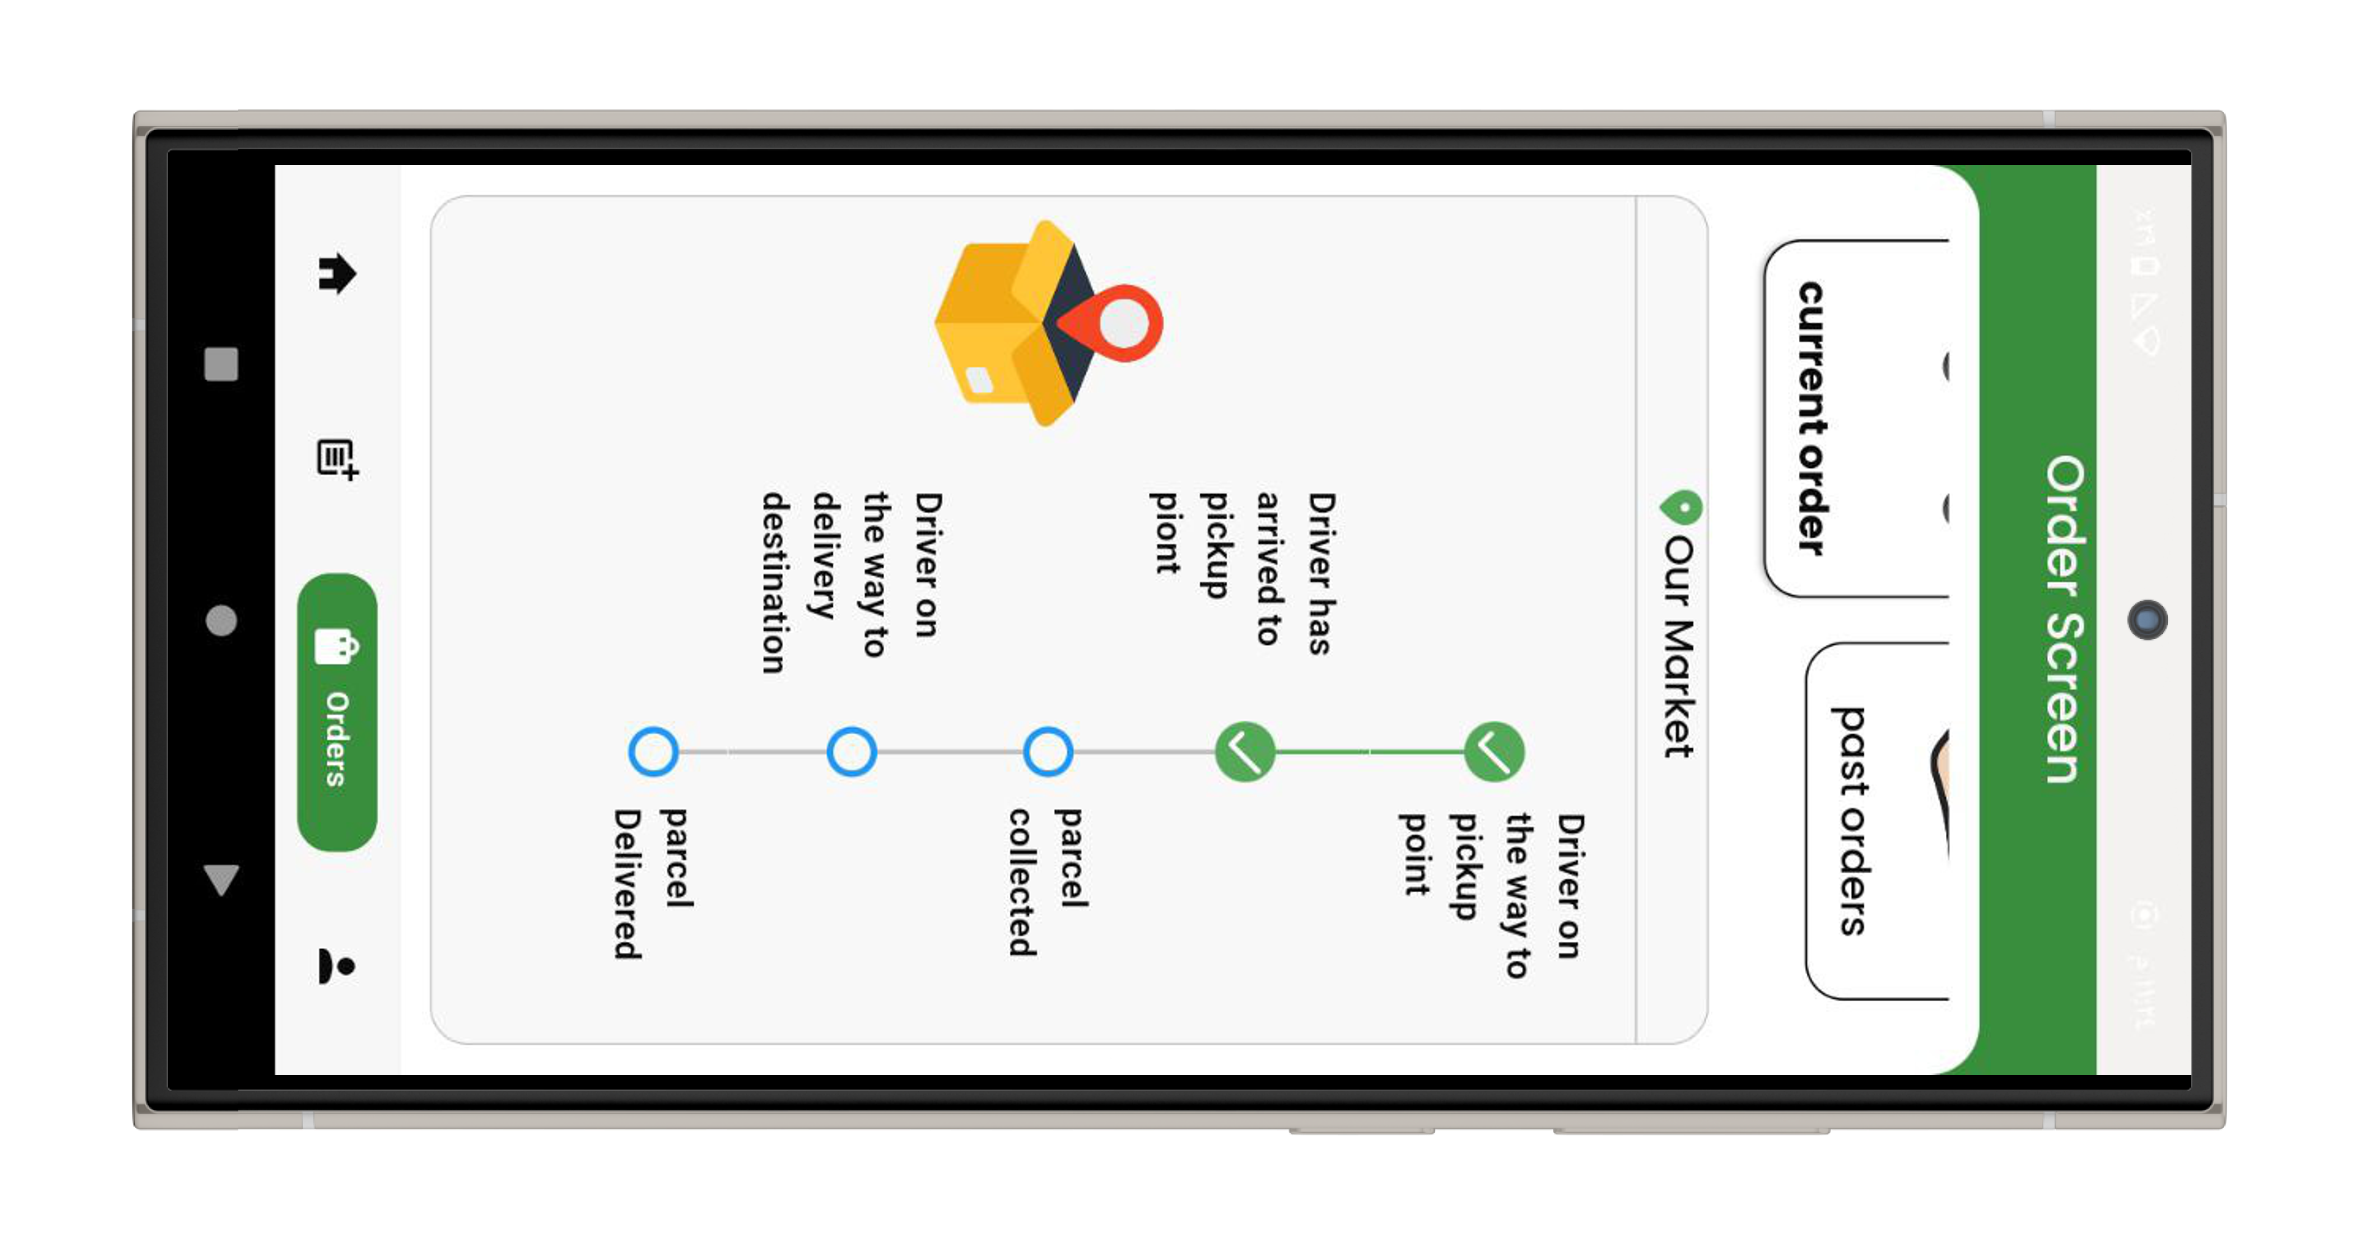 Order Screen
current order
past orders
Our Market
Driver on
the way to
pickup
point
Driver has
arrived to
pickup
piont
parcel
collected
Driver on
the way to
delivery
destination
parcel
Delivered
Orders